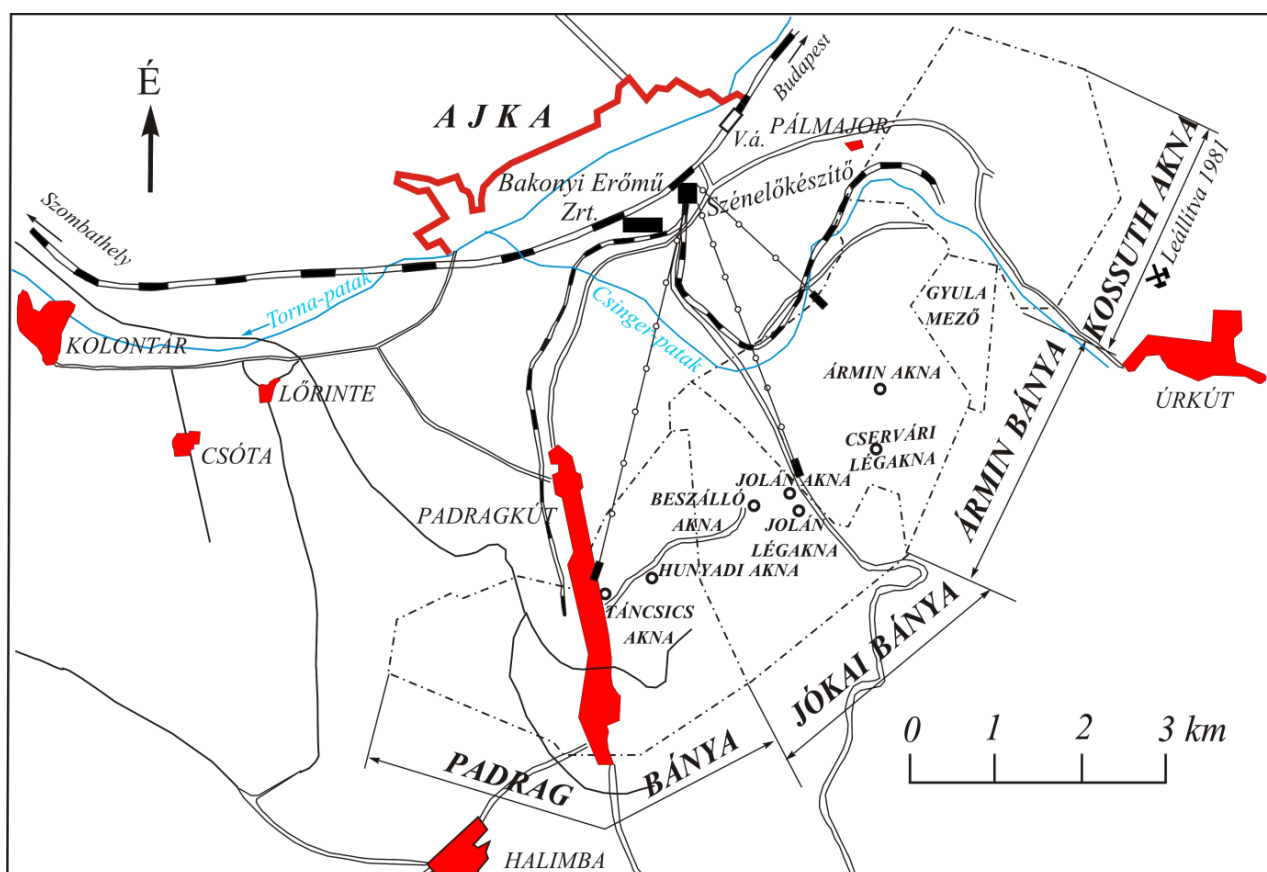 É
AJKA
Budapest
V.á.
PÁLMAJOR
Bakonyi Erőmű
Zrt.
Szénelőkészítő
Szombathely
Torna-patak
Csinger-patak
KOLONTÁR
LŐRINTE
CSÓTA
GYULA
MEZŐ
KOSSUTH AKNA
Leállítva 1981
ÚRKÚT
ÁRMIN AKNA
CSERVÁRI
LÉGAKNA
ÁRMIN BÁNYA
PADRAGKÚT
BESZÁLLÓ
AKNA
JOLÁN AKNA
JOLÁN
LÉGAKNA
HUNYADI AKNA
TÁNCSICS
AKNA
JÓKAI BÁNYA
PADRAG BÁNYA
0 1 2 3 km
HALIMBA